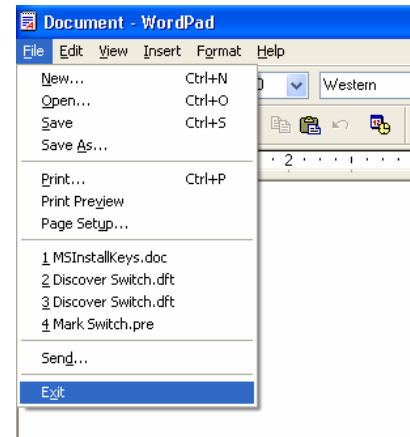 Document - WordPad
File Edit View Insert Format Help
New... Ctrl+N
Open... Ctrl+O
Save Ctrl+S
Save As...
Print... Ctrl+P
Print Preview
Page Setup...
1 MSInstallKeys.doc
2 Discover Switch.dft
3 Discover Switch.dft
4 Mark Switch.pre
Send...
Exit
Western
2